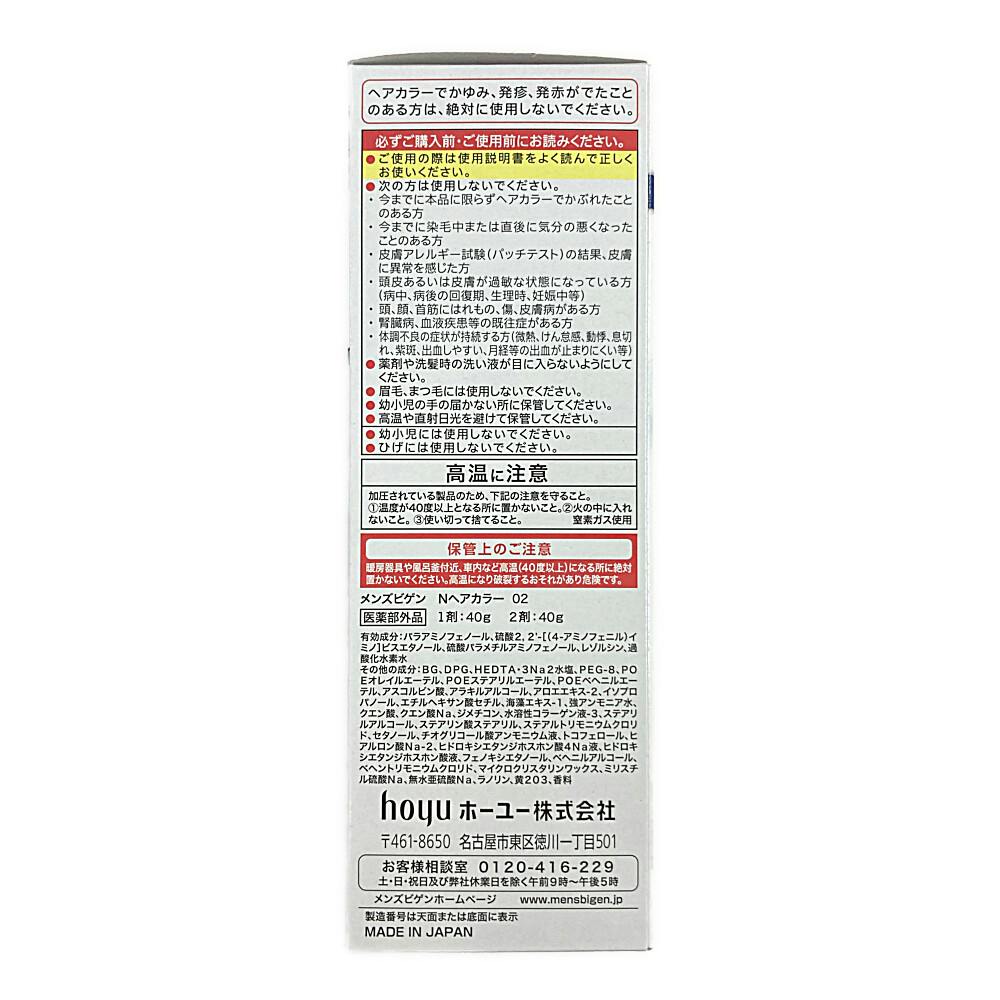 ヘアカラーでかゆみ、発疹、発赤がでたこと
のある方は、絶対に使用しないでください。
必ずご購入前・ご使用前にお読みください。
●ご使用の際は使用説明書をよく読んで正しく
お使いください。
●次の方は使用しないでください。
・今までに本品に限らずヘアカラーでかぶれたこと
のある方
・今までに染毛中または直後に気分の悪くなった
ことのある方
・皮膚アレルギー試験(パッチテスト)の結果、皮膚
に異常を感じた方
・頭皮あるいは皮膚が過敏な状態になっている方
(病中、病後の回復期、生理時、妊娠中等)
・頭、顔、首筋にはれもの、傷、皮膚病がある方
・腎臓病、血液疾患等の既往症がある方
・体調不良の症状が持続する方(微熱、けん怠感、動悸、息切
れ、紫斑、出血しやすい、月経等の出血が止まりにくい等)
●薬剤や洗髪時の洗い液が目に入らないようにして
ください。
●眉毛、まつ毛には使用しないでください。
●幼小児の手の届かない所に保管してください。
●高温や直射日光を避けて保管してください。
●幼小児には使用しないでください。
●ひげには使用しないでください。
高温に注意
加圧されている製品のため、下記の注意を守ること。
①温度が40度以上となる所に置かないこと。②火の中に入れ
ないこと。③使い切って捨てること。 窒素ガス使用
保管上のご注意
暖房器具や風呂釜付近、車内など高温(40度以上)になる所に絶対
置かないでください。高温になり破裂するおそれがあり危険です。
メンズビゲン Nヘアカラー 02
医薬部外品 1剤:40g 2剤:40g
有効成分:パラアミノフェノール、硫酸2, 2'-[(4-アミノフェニル)イ
ミノ]ビスエタノール、硫酸パラメチルアミノフェノール、レゾルシン、過
酸化水素水
その他の成分:BG、DPG、HEDTA・3Na2水塩、PEG-8、PO
Eオレイルエーテル、POEステアリルエーテル、POEベヘニルエー
テル、アスコルビン酸、アラキルアルコール、アロエエキス-2、イソプロ
パノール、エチルヘキサン酸セチル、海藻エキス-1、強アンモニア水、
クエン酸、クエン酸Na、ジメチコン、水溶性コラーゲン液-3、ステアリ
ルアルコール、ステアリン酸ステアリル、ステアルトリモニウムクロリ
ド、セタノール、チオグリコール酸アンモニウム液、トコフェロール、ヒ
アルロン酸Na-2、ヒドロキシエタンジホスホン酸4Na液、ヒドロキ
シエタンジホスホン酸液、フェノキシエタノール、ベヘニルアルコール、
ベヘントリモニウムクロリド、マイクロクリスタリンワックス、ミリスチ
ル硫酸Na、無水亜硫酸Na、ラノリン、黄203、香料
hoyu ホーユー株式会社
〒461-8650 名古屋市東区徳川一丁目501
お客様相談室 0120-416-229
土・日・祝日及び弊社休業日を除く午前9時〜午後5時
メンズビゲンホームページ www.mensbigen.jp
製造番号は天面または底面に表示
MADE IN JAPAN